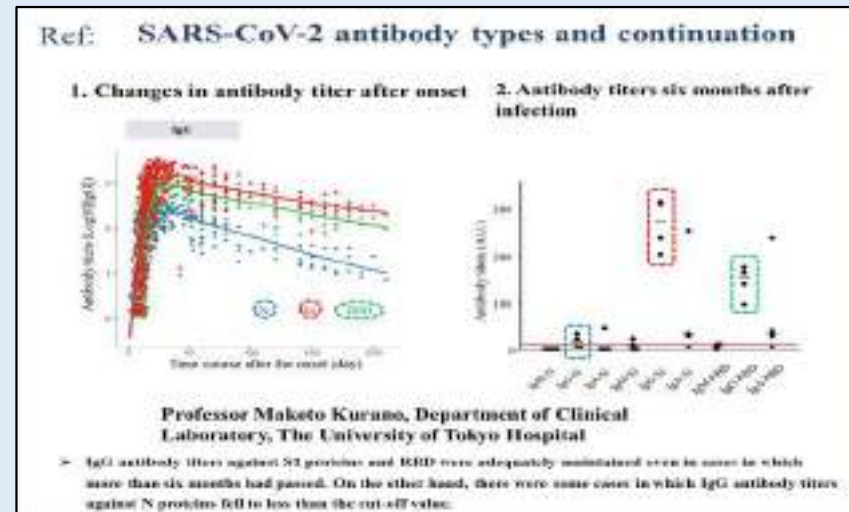 Ref: SARS-CoV-2 antibody types and continuation
1. Changes in antibody titer after onset
2. Antibody titers six months after
infection
IgG
Antibody titers
Time course after the onset (day)
Antibody titers (A.U.)
Professor Makoto Kurano, Department of Clinical
Laboratory, The University of Tokyo Hospital
➢ IgG antibody titers against S1 proteins and RBD were adequately maintained even in cases in which
more than six months had passed. On the other hand, there were some cases in which IgG antibody titers
against N proteins fell to less than the cut-off value.